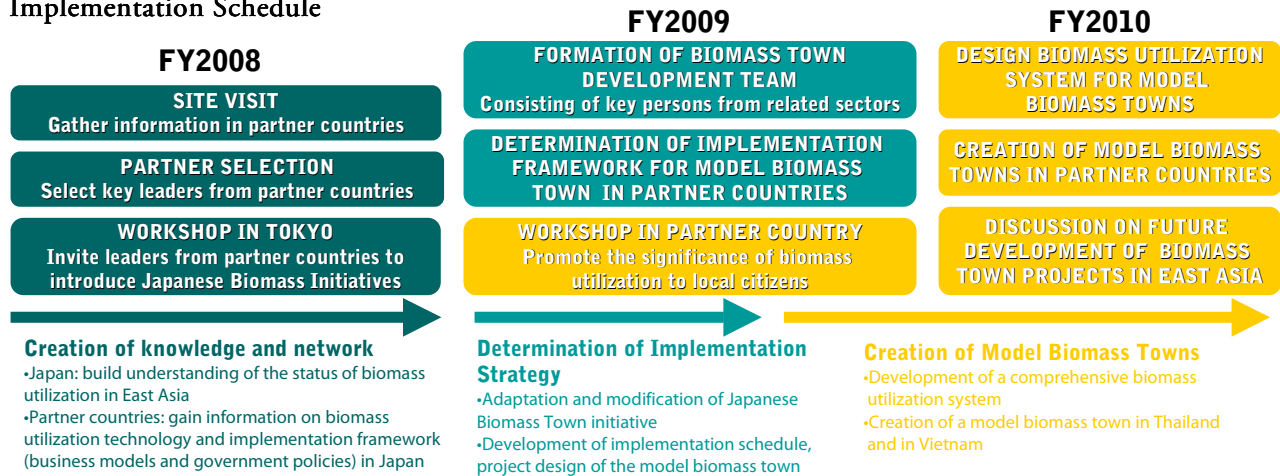 Implementation Schedule
FY2008
SITE VISIT
Gather information in partner countries
PARTNER SELECTION
Select key leaders from partner countries
WORKSHOP IN TOKYO
Invite leaders from partner countries to
introduce Japanese Biomass Initiatives
Creation of knowledge and network
•Japan: build understanding of the status of biomass
utilization in East Asia
•Partner countries: gain information on biomass
utilization technology and implementation framework
(business models and government policies) in Japan
FY2009
FORMATION OF BIOMASS TOWN
DEVELOPMENT TEAM
Consisting of key persons from related sectors
DETERMINATION OF IMPLEMENTATION
FRAMEWORK FOR MODEL BIOMASS
TOWN IN PARTNER COUNTRIES
WORKSHOP IN PARTNER COUNTRY
Promote the significance of biomass
utilization to local citizens
Determination of Implementation
Strategy
•Adaptation and modification of Japanese
Biomass Town initiative
•Development of implementation schedule,
project design of the model biomass town
FY2010
DESIGN BIOMASS UTILIZATION
SYSTEM FOR MODEL
BIOMASS TOWNS
CREATION OF MODEL BIOMASS
TOWNS IN PARTNER COUNTRIES
DISCUSSION ON FUTURE
DEVELOPMENT OF BIOMASS
TOWN PROJECTS IN EAST ASIA
Creation of Model Biomass Towns
•Development of a comprehensive biomass
utilization system
•Creation of a model biomass town in Thailand
and in Vietnam